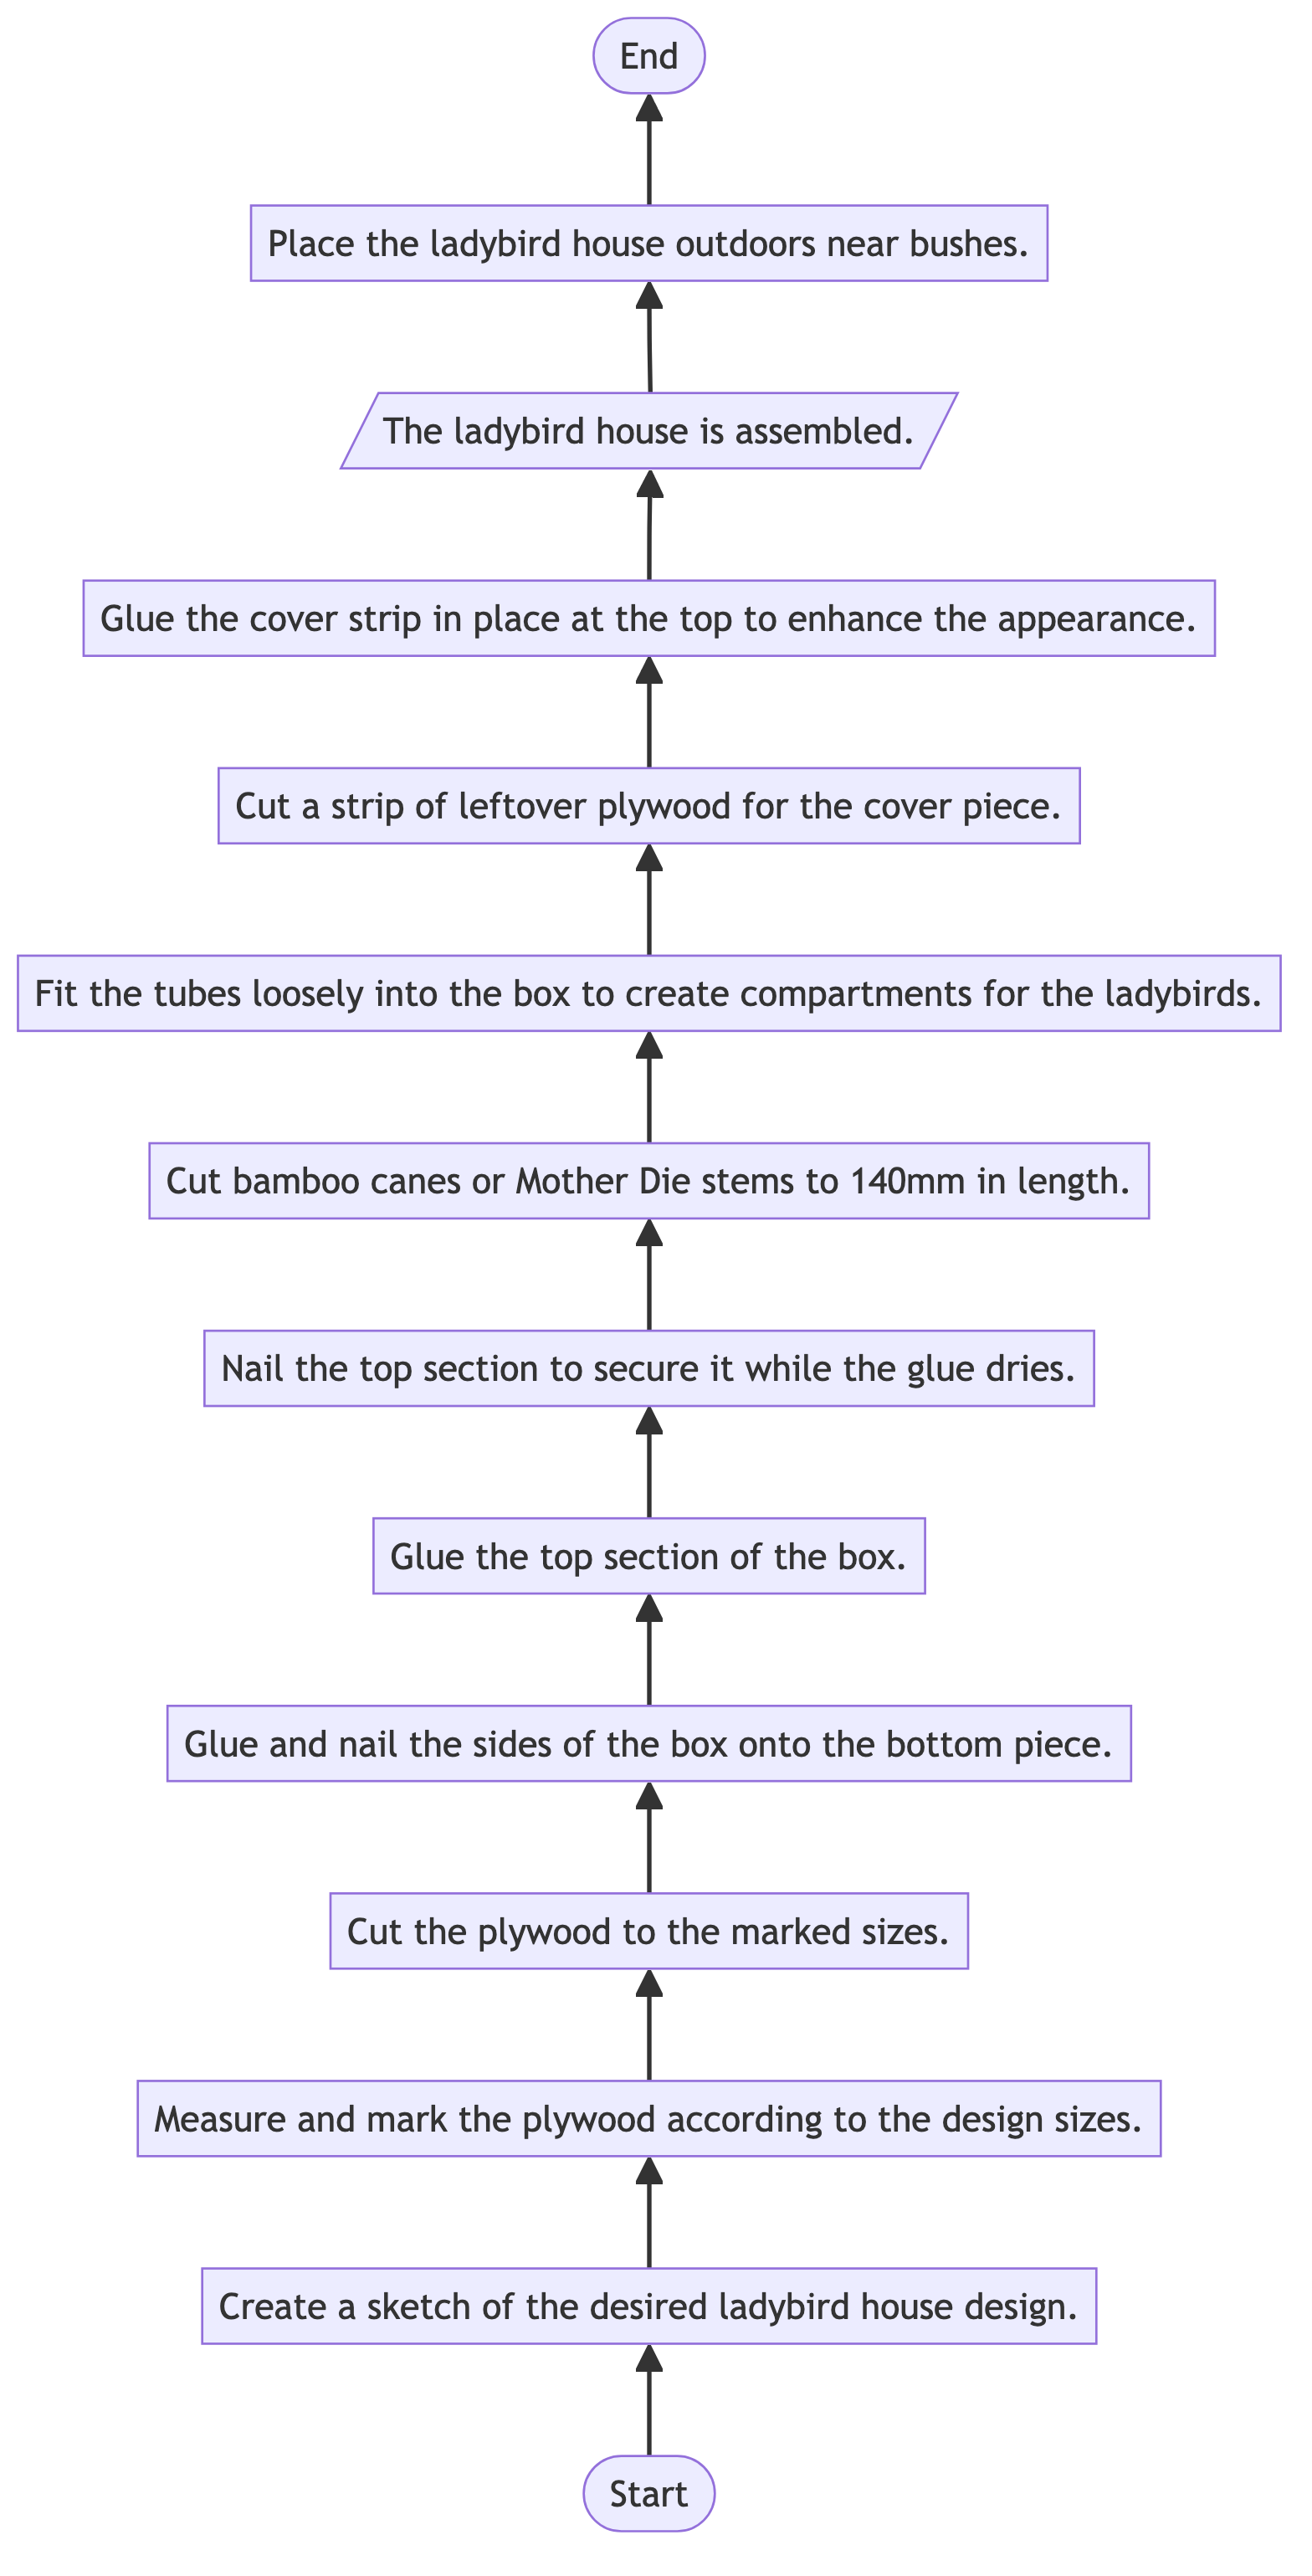 End
Place the ladybird house outdoors near bushes.
The ladybird house is assembled.
Glue the cover strip in place at the top to enhance the appearance.
Cut a strip of leftover plywood for the cover piece.
Fit the tubes loosely into the box to create compartments for the ladybirds.
Cut bamboo canes or Mother Die stems to 140mm in length.
Nail the top section to secure it while the glue dries.
Glue the top section of the box.
Glue and nail the sides of the box onto the bottom piece.
Cut the plywood to the marked sizes.
Measure and mark the plywood according to the design sizes.
Create a sketch of the desired ladybird house design.
Start